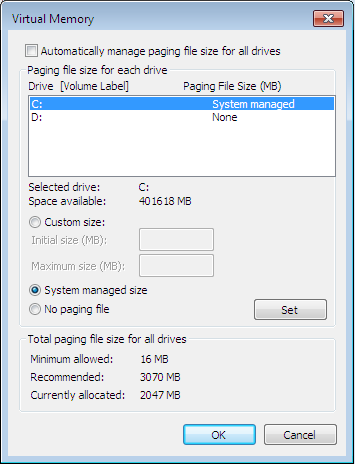 Virtual Memory
Automatically manage paging file size for all drives
Paging file size for each drive
Drive [Volume Label] Paging File Size (MB)
C: System managed
D: None
Selected drive: C:
Space available: 401618 MB
Custom size:
Initial size (MB):
Maximum size (MB):
System managed size
No paging file
Set
Total paging file size for all drives
Minimum allowed: 16 MB
Recommended: 3070 MB
Currently allocated: 2047 MB
OK Cancel